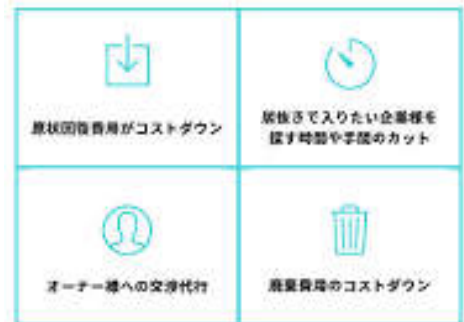 原状回復費用がコストダウン
居抜きで入りたい企業様を
探す時間や手間のカット
オーナー様への交渉代行
廃棄費用のコストダウン